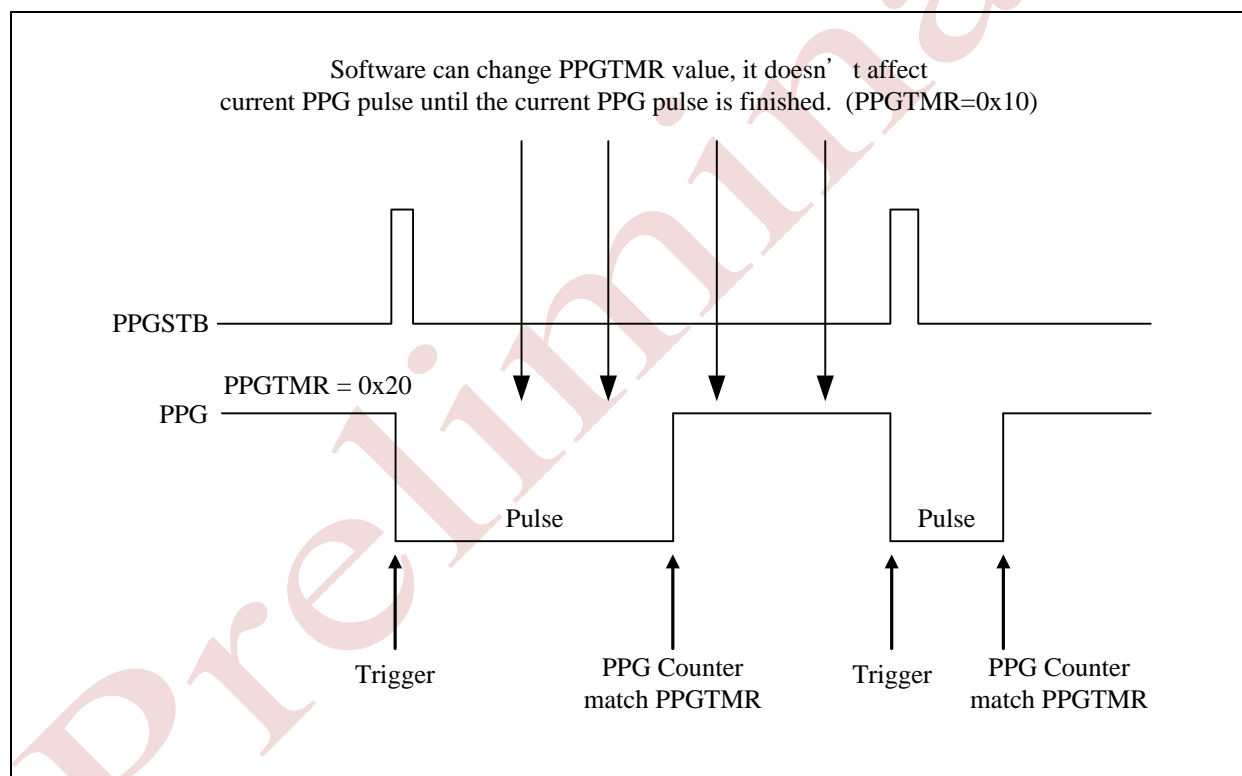 Software can change PPGTMR value, it doesn’ t affect
current PPG pulse until the current PPG pulse is finished. (PPGTMR=0x10)
PPGSTB
PPGTMR = 0x20
PPG
Pulse
Pulse
Trigger
PPG Counter
match PPGTMR
Trigger
PPG Counter
match PPGTMR
Prelimina